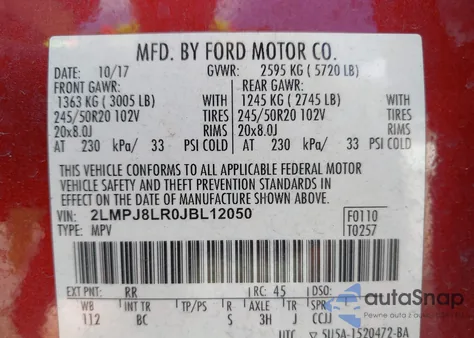 MFD. BY FORD MOTOR CO.
DATE: 10/17 GVWR: 2595 KG ( 5720 LB)
FRONT GAWR: REAR GAWR:
1363 KG ( 3005 LB) WITH 1245 KG ( 2745 LB) WITH
245/50R20 102V TIRES 245/50R20 102V TIRES
20x8.0J RIMS 20x8.0J RIMS
AT 230 kPa/ 33 PSI COLD AT 230 kPa/ 33 PSI COLD
THIS VEHICLE CONFORMS TO ALL APPLICABLE FEDERAL MOTOR
VEHICLE SAFETY AND THEFT PREVENTION STANDARDS IN
EFFECT ON THE DATE OF MANUFACTURE SHOWN ABOVE.
VIN: 2LMPJ8LR0JBL12050 F0110
TYPE: MPV T0257
EXT PNT: RR RC: 45 DSO:
WB INT TR TP/PS R AXLE TR SPR
112 BC S 3H J CCJJ
UTC 5U5A-1520472-BA
autoSnap